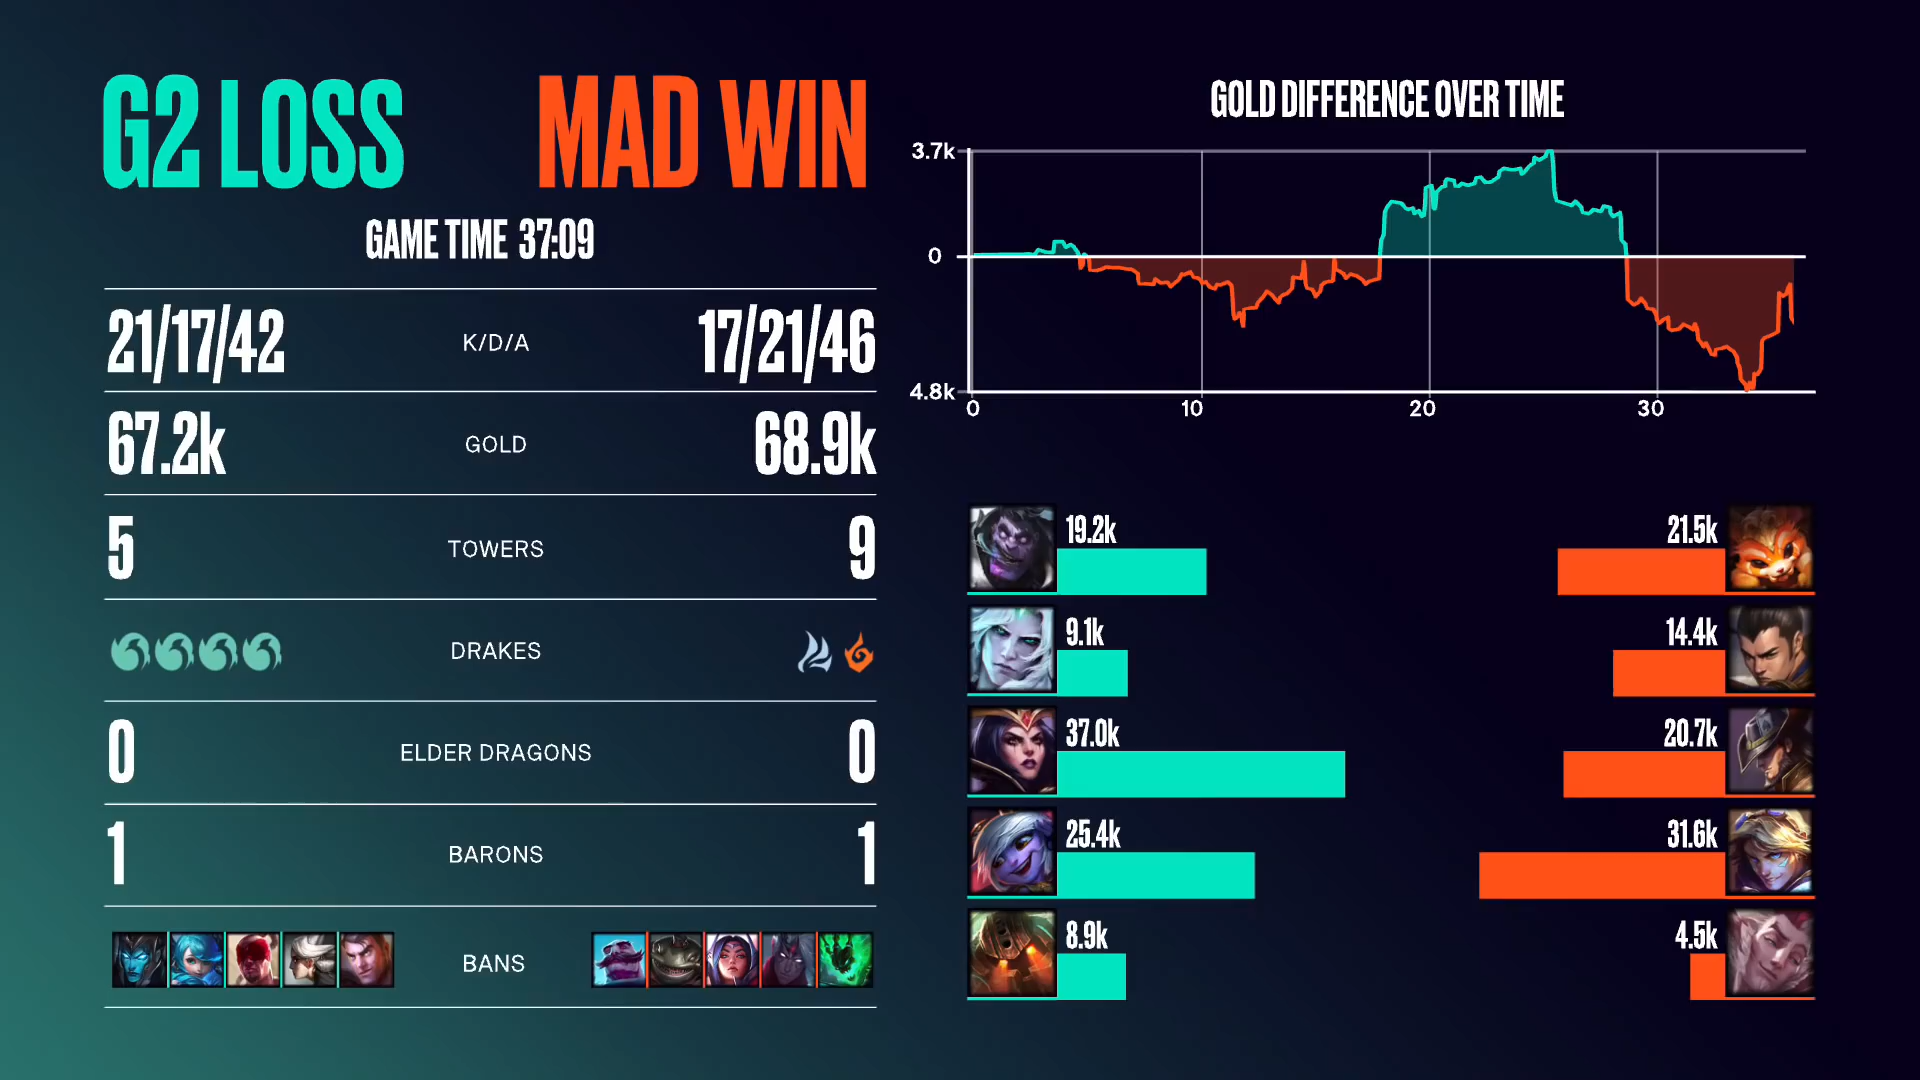 G2 LOSS MAD WIN
GAME TIME 37:09
21/17/42 K/D/A 17/21/46
67.2k GOLD 68.9k
5 TOWERS 9
DRAKES
0 ELDER DRAGONS 0
1 BARONS 1
BANS
GOLD DIFFERENCE OVER TIME
3.7k
0
4.8k
0 10 20 30
19.2k 21.5k
9.1k 14.4k
37.0k 20.7k
25.4k 31.6k
8.9k 4.5k